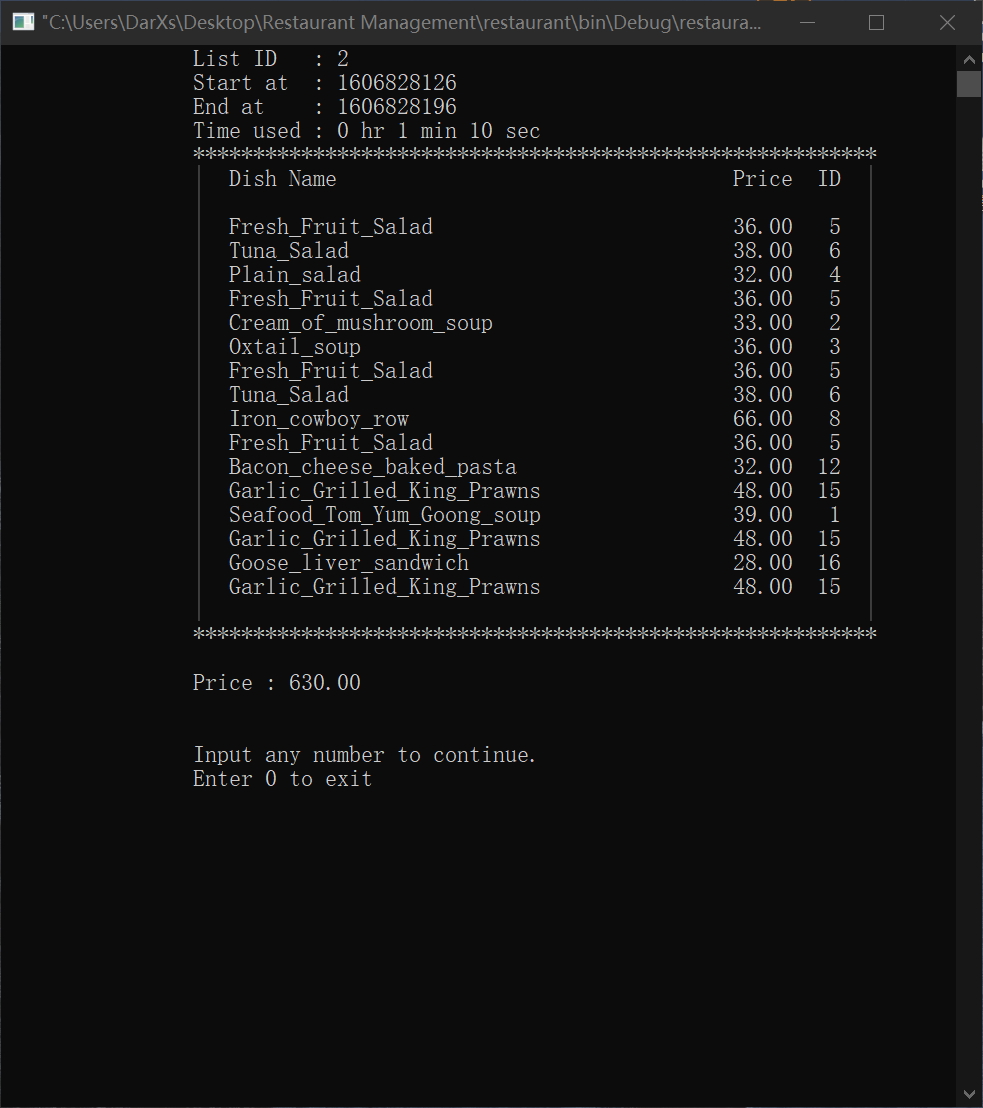 "C:\Users\DarXs\Desktop\Restaurant Management\restaurant\bin\Debug\restaura...
List ID : 2
Start at : 1606828126
End at : 1606828196
Time used : 0 hr 1 min 10 sec
*********************************************************
Dish Name Price ID
Fresh_Fruit_Salad 36.00 5
Tuna_Salad 38.00 6
Plain_salad 32.00 4
Fresh_Fruit_Salad 36.00 5
Cream_of_mushroom_soup 33.00 2
Oxtail_soup 36.00 3
Fresh_Fruit_Salad 36.00 5
Tuna_Salad 38.00 6
Iron_cowboy_row 66.00 8
Fresh_Fruit_Salad 36.00 5
Bacon_cheese_baked_pasta 32.00 12
Garlic_Grilled_King_Prawns 48.00 15
Seafood_Tom_Yum_Goong_soup 39.00 1
Garlic_Grilled_King_Prawns 48.00 15
Goose_liver_sandwich 28.00 16
Garlic_Grilled_King_Prawns 48.00 15
*********************************************************
Price : 630.00
Input any number to continue.
Enter 0 to exit